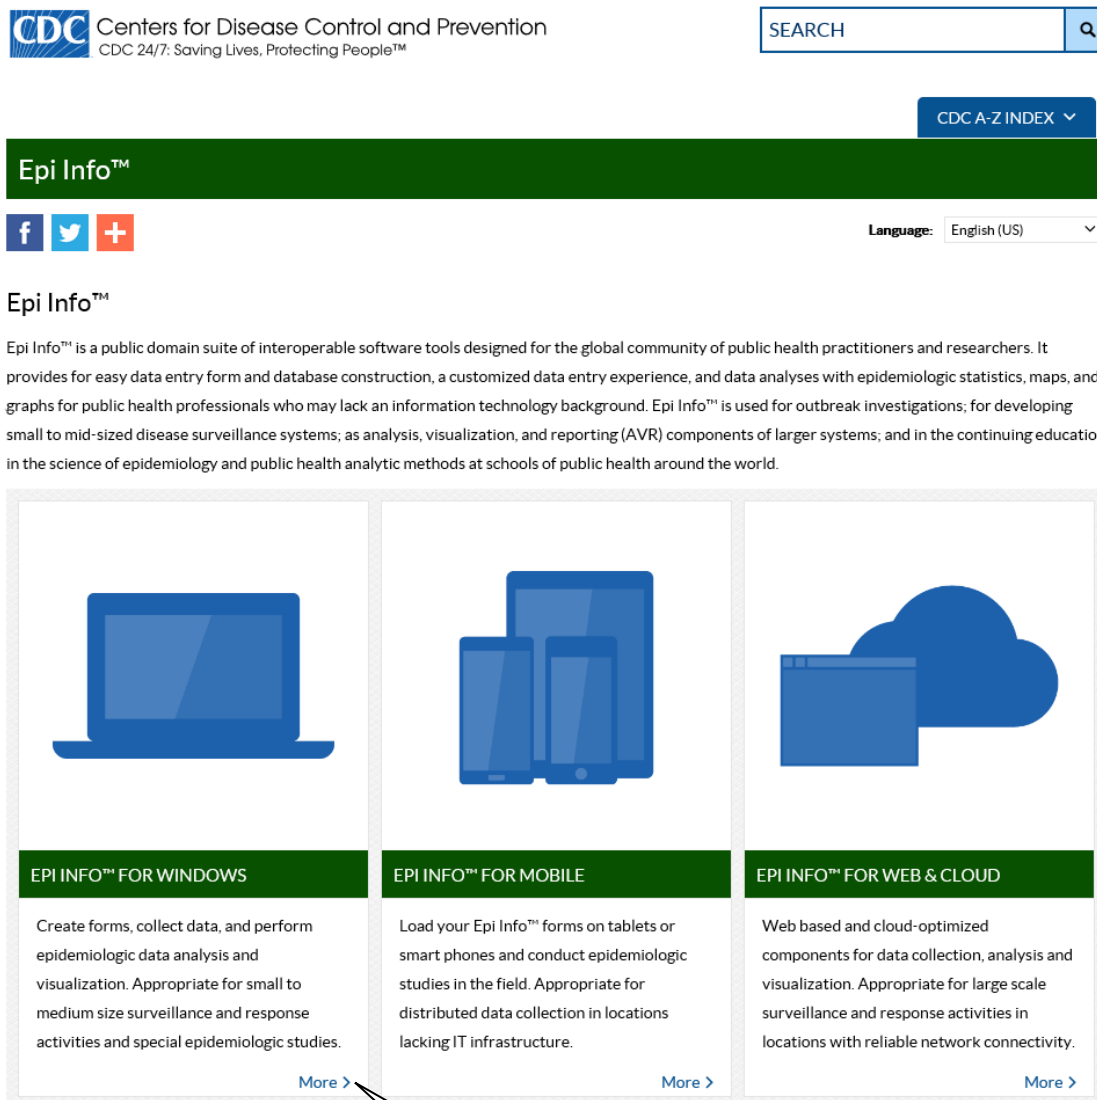 CDC Centers for Disease Control and Prevention
CDC 24/7: Saving Lives, Protecting People™
SEARCH
CDC A-Z INDEX
Epi Info™
f
Language: English (US)
Epi Info™
Epi Info™ is a public domain suite of interoperable software tools designed for the global community of public health practitioners and researchers. It
provides for easy data entry form and database construction, a customized data entry experience, and data analyses with epidemiologic statistics, maps, and
graphs for public health professionals who may lack an information technology background. Epi Info™ is used for outbreak investigations; for developing
small to mid-sized disease surveillance systems; as analysis, visualization, and reporting (AVR) components of larger systems; and in the continuing educatio
in the science of epidemiology and public health analytic methods at schools of public health around the world.
EPI INFO™ FOR WINDOWS
Create forms, collect data, and perform
epidemiologic data analysis and
visualization. Appropriate for small to
medium size surveillance and response
activities and special epidemiologic studies.
More >
EPI INFO™ FOR MOBILE
Load your Epi Info™ forms on tablets or
smart phones and conduct epidemiologic
studies in the field. Appropriate for
distributed data collection in locations
lacking IT infrastructure.
More >
EPI INFO™ FOR WEB & CLOUD
Web based and cloud-optimized
components for data collection, analysis and
visualization. Appropriate for large scale
surveillance and response activities in
locations with reliable network connectivity.
More >